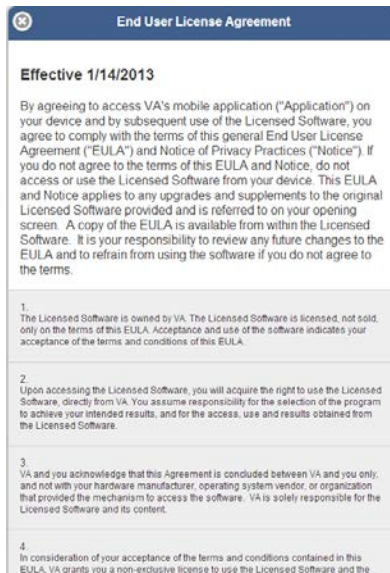 End User License Agreement
Effective 1/14/2013
By agreeing to access VA's mobile application ("Application") on
your device and by subsequent use of the Licensed Software, you
agree to comply with the terms of this general End User License
Agreement ("EULA") and Notice of Privacy Practices ("Notice"). If
you do not agree to the terms of this EULA and Notice, do not
access or use the Licensed Software from your device. This EULA
and Notice applies to any upgrades and supplements to the original
Licensed Software provided and is referred to on your opening
screen. A copy of the EULA is available from within the Licensed
Software. It is your responsibility to review any future changes to the
EULA and to refrain from using the software if you do not agree to
the terms.
1.
The Licensed Software is owned by VA. The Licensed Software is licensed, not sold,
only on the terms of this EULA. Acceptance and use of the software indicates your
acceptance of the terms and conditions of this EULA.
2.
Upon accessing the Licensed Software, you will acquire the right to use the Licensed
Software, directly from VA. You assume responsibility for the selection of the program
to achieve your intended results, and for the access, use and results obtained from
the Licensed Software.
3.
VA and you acknowledge that this Agreement is concluded between VA and you only,
and not with your hardware manufacturer, operating system vendor, or organization
that provided the mechanism to access the software. VA is solely responsible for the
Licensed Software and its content.
4.
In consideration of your acceptance of the terms and conditions contained in this
EULA, VA grants you a non-exclusive license to use the Licensed Software and the